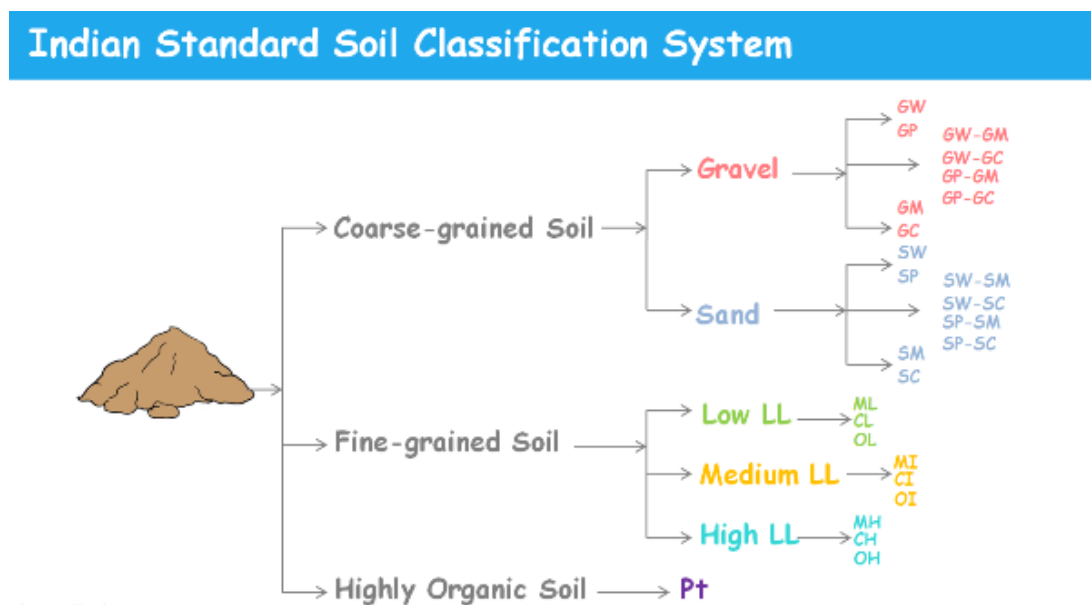 Indian Standard Soil Classification System
GW
GP
GW-GM
GW-GC
GP-GM
GP-GC
GM
GC
Gravel
Coarse-grained Soil
SW
SP
SW-SM
SW-SC
SP-SM
SP-SC
SM
SC
Sand
Low LL
ML
CL
OL
Fine-grained Soil
Medium LL
MI
CI
OI
High LL
MH
CH
OH
Highly Organic Soil
Pt